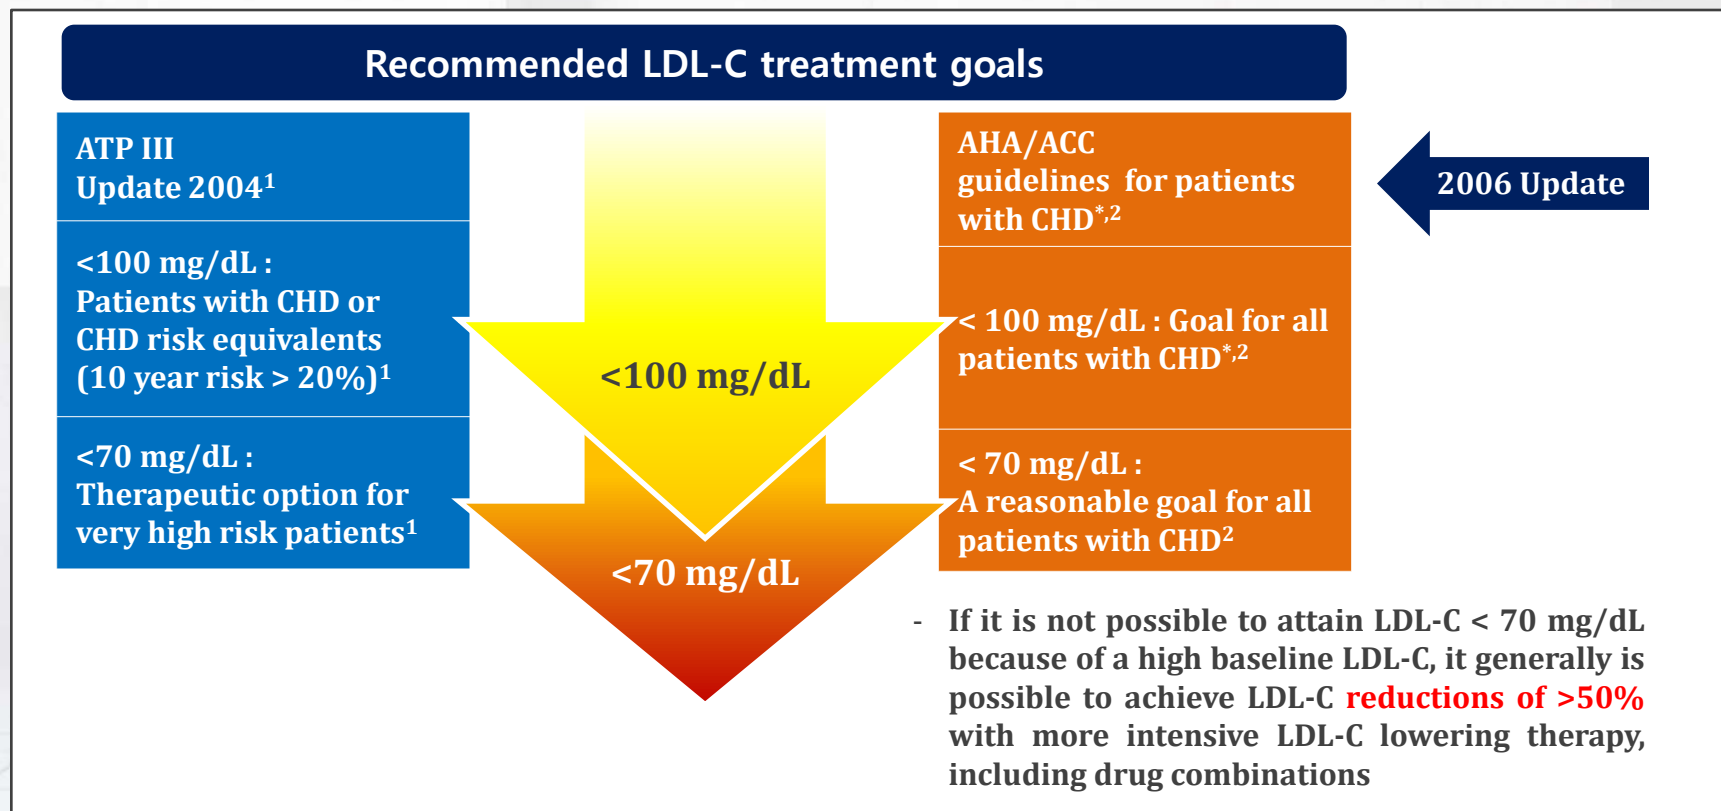 Recommended LDL-C treatment goals
ATP III
Update 2004¹
<100 mg/dL :
Patients with CHD or
CHD risk equivalents
(10 year risk > 20%)¹
<70 mg/dL :
Therapeutic option for
very high risk patients¹
<100 mg/dL
<70 mg/dL
AHA/ACC
guidelines for patients
with CHD*,²
< 100 mg/dL : Goal for all
patients with CHD*,²
< 70 mg/dL :
A reasonable goal for all
patients with CHD²
2006 Update
- If it is not possible to attain LDL-C < 70 mg/dL
because of a high baseline LDL-C, it generally is
possible to achieve LDL-C reductions of >50%
with more intensive LDL-C lowering therapy,
including drug combinations